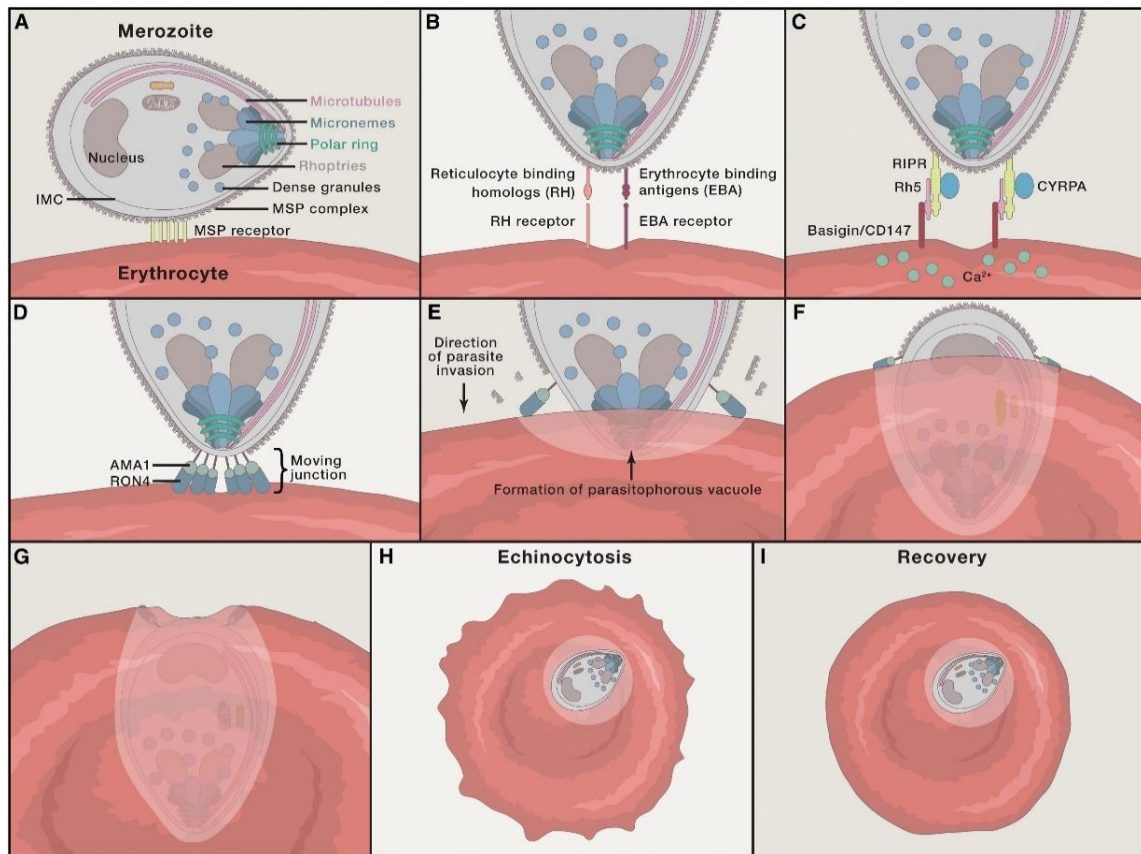 A
Merozoite
Microtubules
Micronemes
Polar ring
Rhoptries
Dense granules
MSP complex
MSP receptor
Nucleus
IMC
Erythrocyte
B
Reticulocyte binding
homologs (RH)
Erythrocyte binding
antigens (EBA)
RH receptor
EBA receptor
C
RIPR
Rh5
CYRPA
Basigin/CD147
Ca²⁺
D
AMA1
RON4
Moving
junction
E
Direction
of parasite
invasion
Formation of parasitophorous vacuole
F
G
H
Echinocytosis
I
Recovery